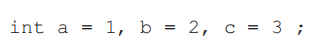 int a = 1, b = 2, c = 3 ;